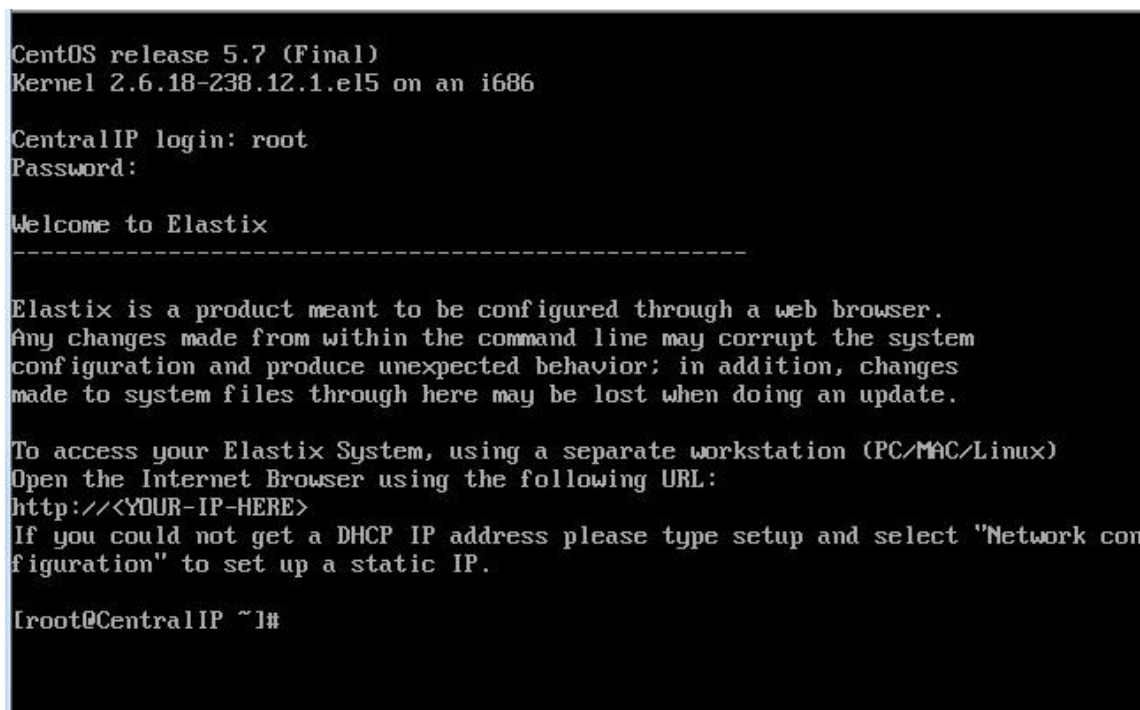 CentOS release 5.7 (Final)
Kernel 2.6.18-238.12.1.el5 on an i686
CentralIP login: root
Password:
Welcome to Elastix
----------------------------------------------------
Elastix is a product meant to be configured through a web browser.
Any changes made from within the command line may corrupt the system
configuration and produce unexpected behavior; in addition, changes
made to system files through here may be lost when doing an update.
To access your Elastix System, using a separate workstation (PC/MAC/Linux)
Open the Internet Browser using the following URL:
http://<YOUR-IP-HERE>
If you could not get a DHCP IP address please type setup and select "Network con
figuration" to set up a static IP.
[root@CentralIP ~]#